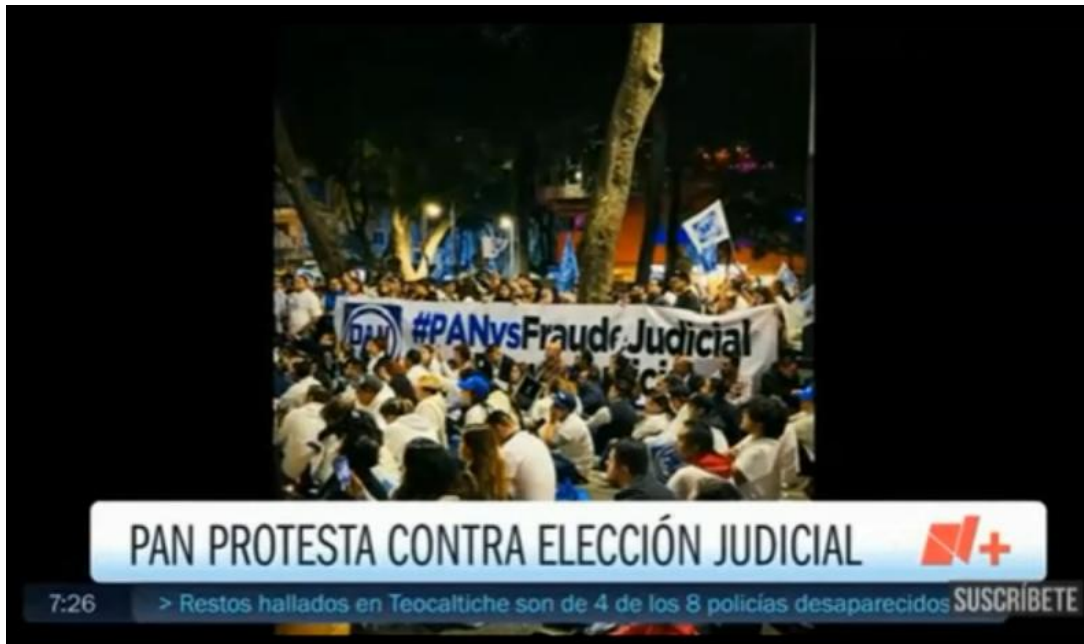 PAN
#PANvsFraudeJudicial
PAN
PAN PROTESTA CONTRA ELECCIÓN JUDICIAL
N+
7:26
> Restos hallados en Teocaltiche son de 4 de los 8 policías desaparecidos
SUSCRÍBETE